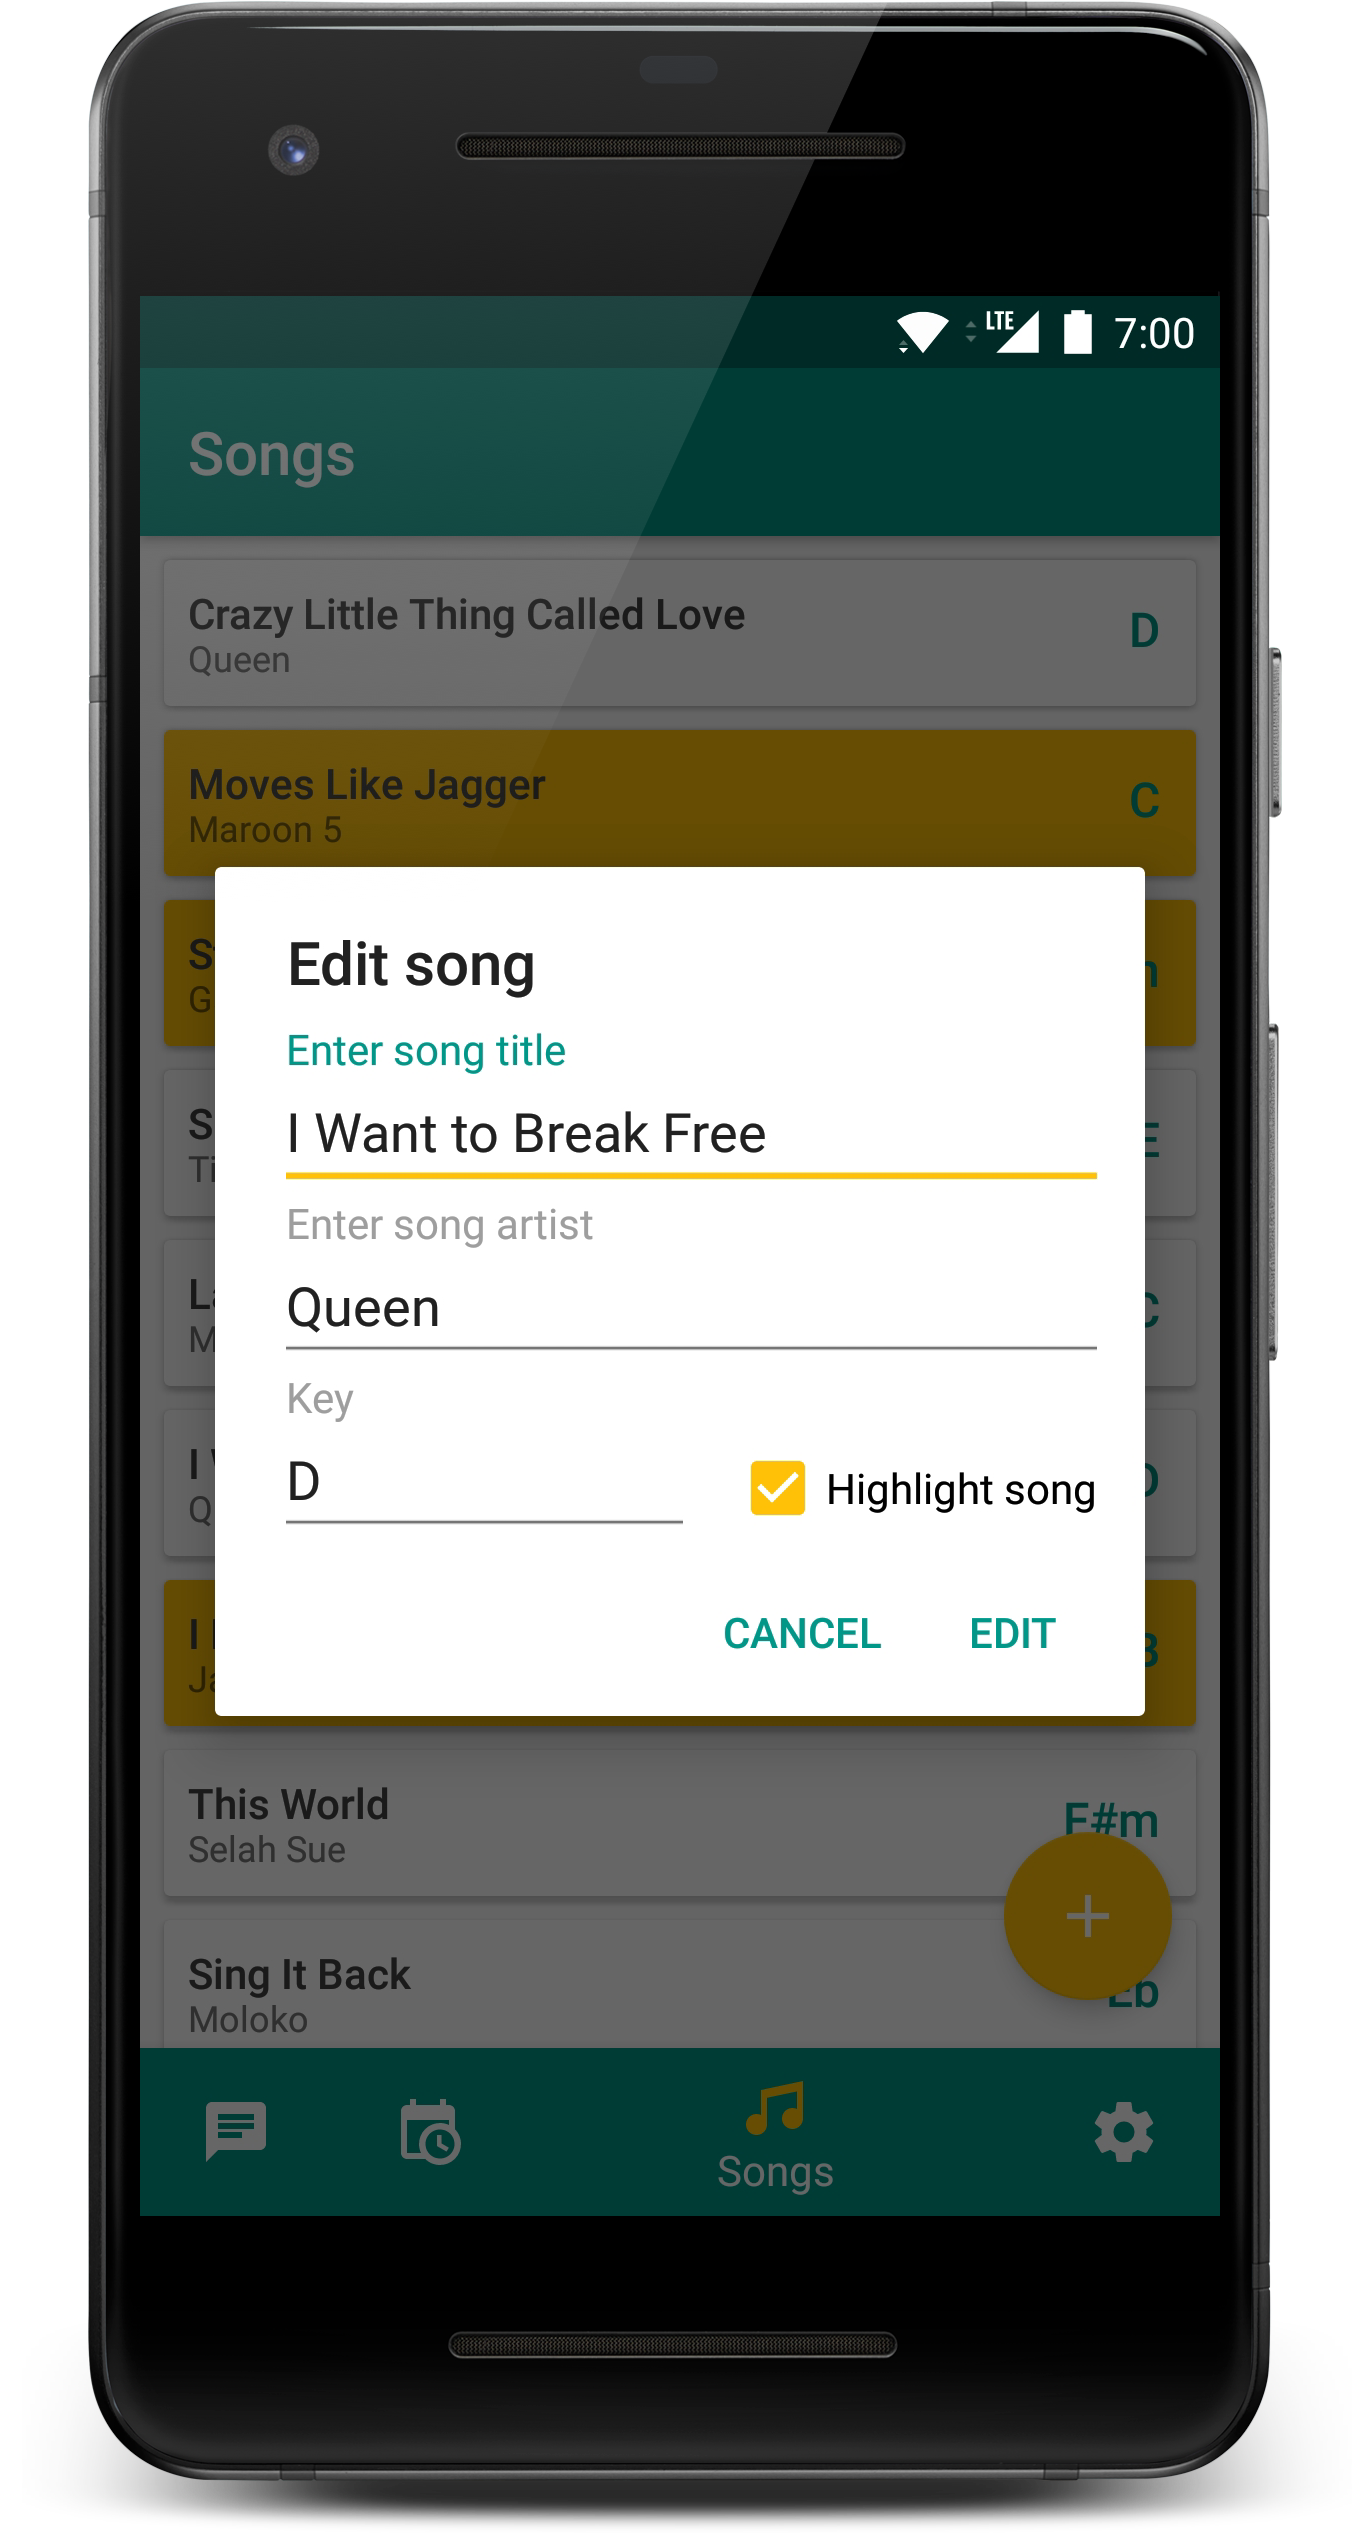 LTE 7:00
Songs
Crazy Little Thing Called Love
Queen
D
Moves Like Jagger
Maroon 5
C
Edit song
Enter song title
I Want to Break Free
Enter song artist
Queen
Key
D
Highlight song
CANCEL EDIT
This World
Selah Sue
F#m
Sing It Back
Moloko
Eb
Songs